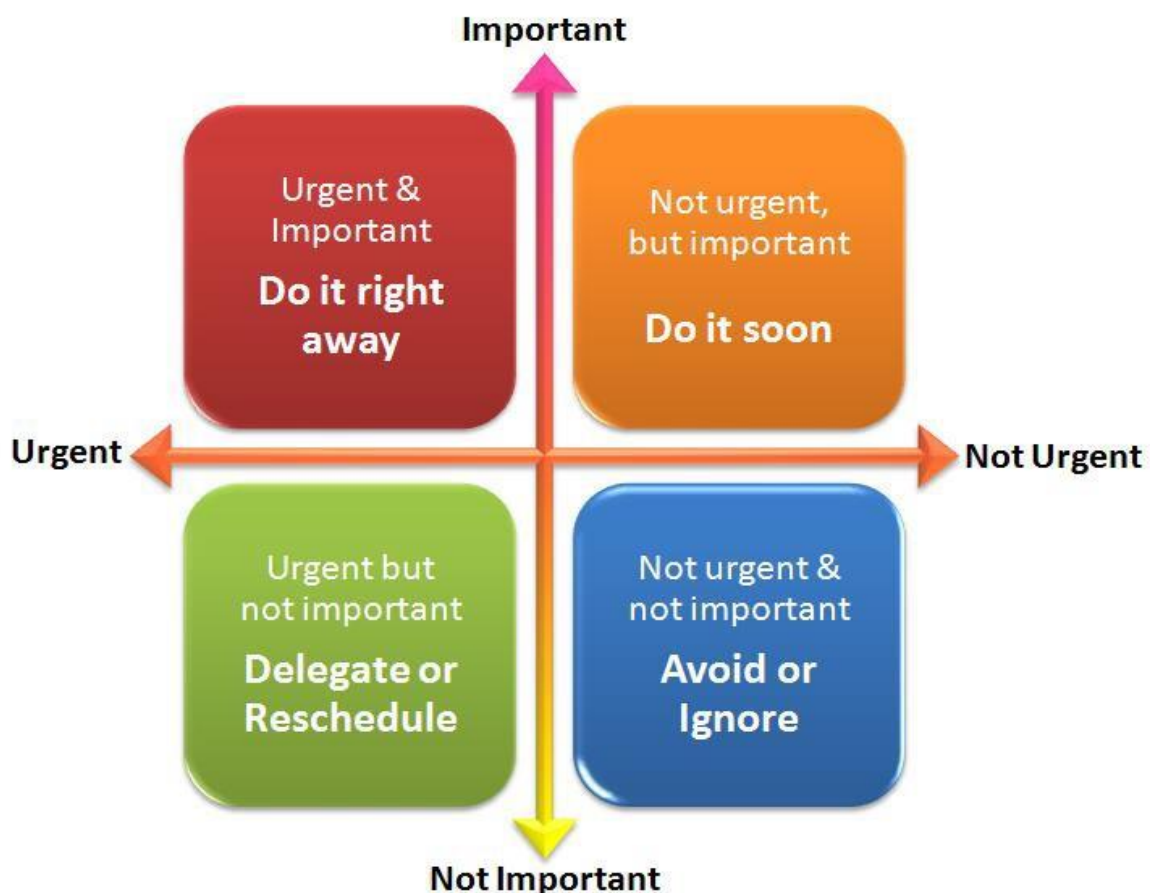 Important
Urgent &
Important
Do it right
away
Not urgent,
but important
Do it soon
Urgent
Not Urgent
Urgent but
not important
Delegate or
Reschedule
Not urgent &
not important
Avoid or
Ignore
Not Important